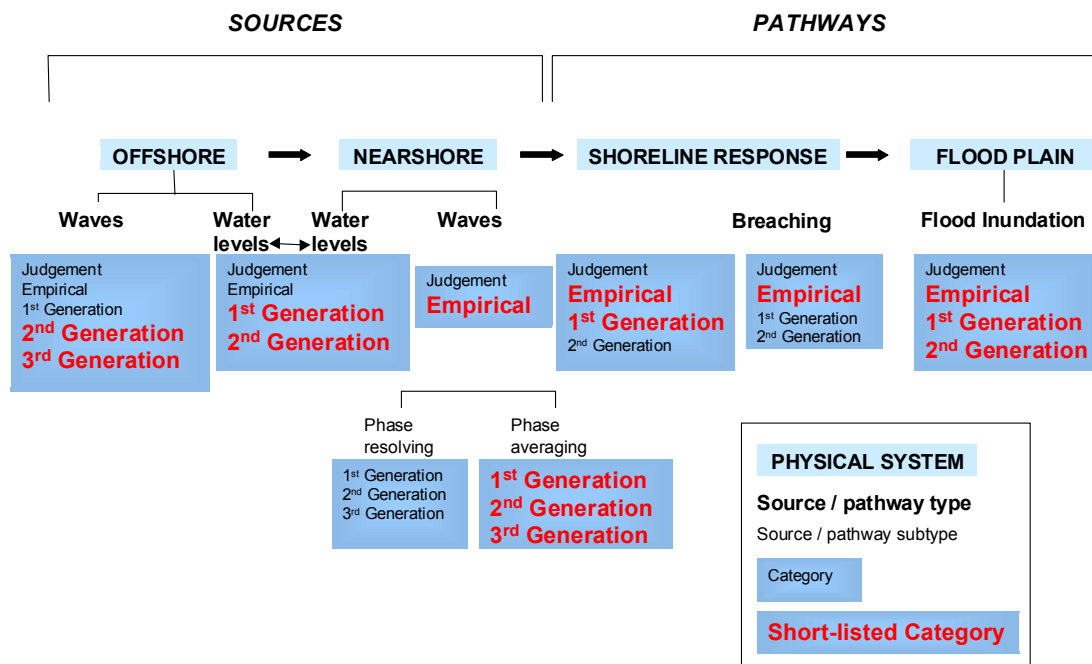 SOURCES
PATHWAYS
OFFSHORE
NEARSHORE
SHORELINE RESPONSE
FLOOD PLAIN
Waves
Water
levels
Water
levels
Waves
Breaching
Flood Inundation
Judgement
Empirical
1st Generation
2nd Generation
3rd Generation
Judgement
Empirical
1st Generation
2nd Generation
Judgement
Empirical
Judgement
Empirical
1st Generation
2nd Generation
Judgement
Empirical
1st Generation
2nd Generation
Judgement
Empirical
1st Generation
2nd Generation
Phase
resolving
1st Generation
2nd Generation
3rd Generation
Phase
averaging
1st Generation
2nd Generation
3rd Generation
PHYSICAL SYSTEM
Source / pathway type
Source / pathway subtype
Category
Short-listed Category